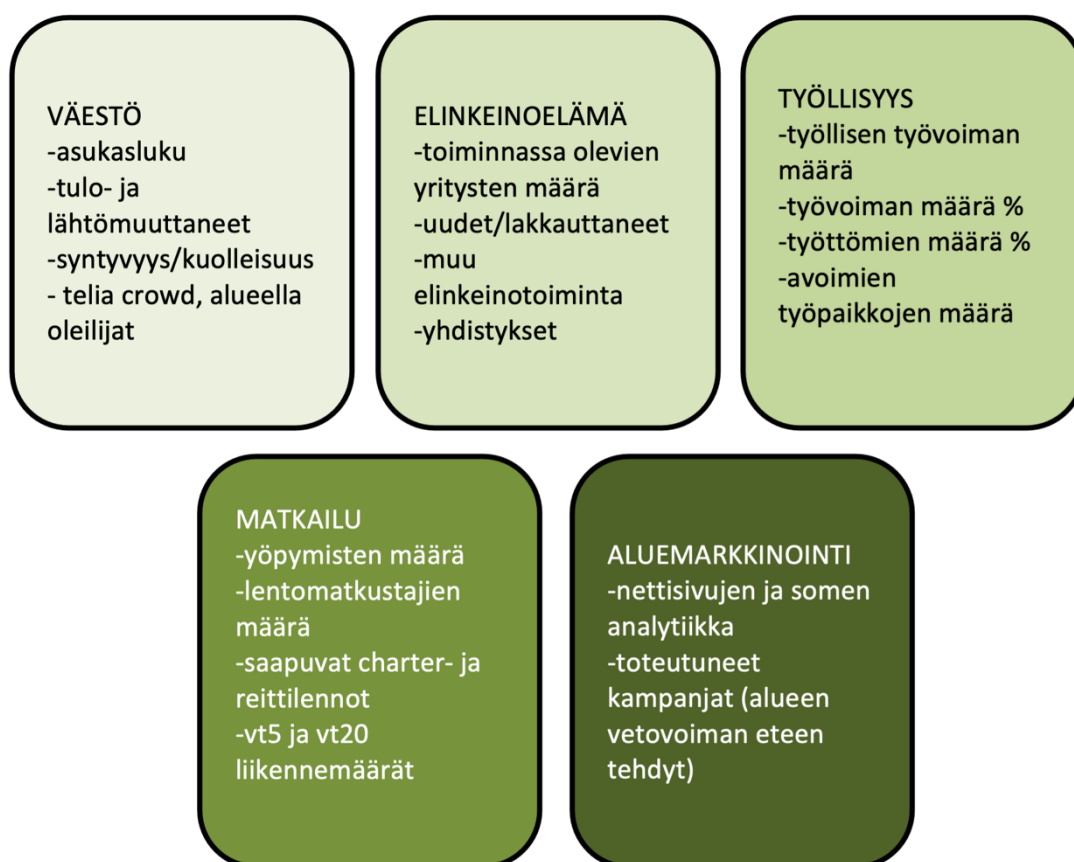 VÄESTÖ
-asukasluku
-tulo- ja
lähtömuuttaneet
-syntyvyys/kuolleisuus
- telia crowd, alueella
oleilijat
ELINKEINOELÄMÄ
-toiminnassa olevien
yritysten määrä
-uudet/lakkauttaneet
-muu
elinkeinotoiminta
-yhdistykset
TYÖLLISYYS
-työllisen työvoiman
määrä
-työvoiman määrä %
-työttömien määrä %
-avoimien
työpaikkojen määrä
MATKAILU
-yöpymisten määrä
-lentomatkustajien
määrä
-saapuvat charter- ja
reittilennot
-vt5 ja vt20
liikennemäärät
ALUEMARKKINOINTI
-nettisivujen ja somen
analytiikka
-toteutuneet
kampanjat (alueen
vetovoiman eteen
tehdyt)